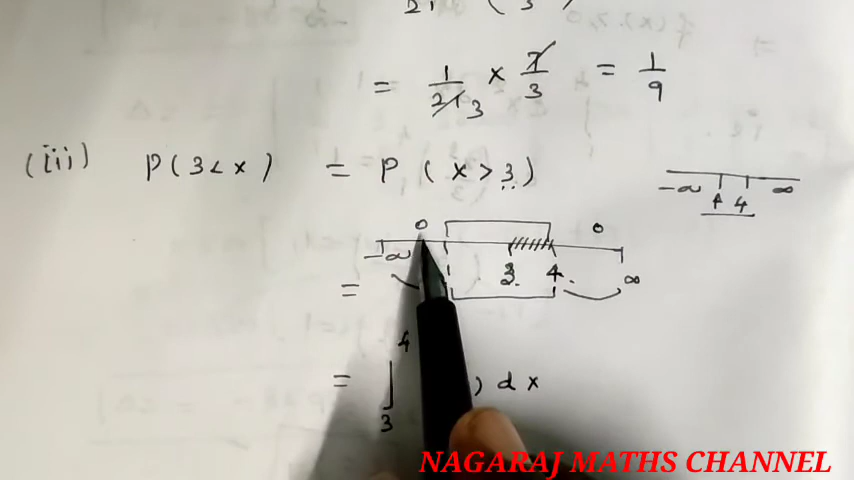 = 1/21 3 × 7/3 = 1/9
(iii) P(3 < x) = P (x > 3)
-∞ 1 4 ∞
0 0
-∞ 3 4 ∞
=
= ∫ 4 3 ) dx
NAGARAJ MATHS CHANNEL